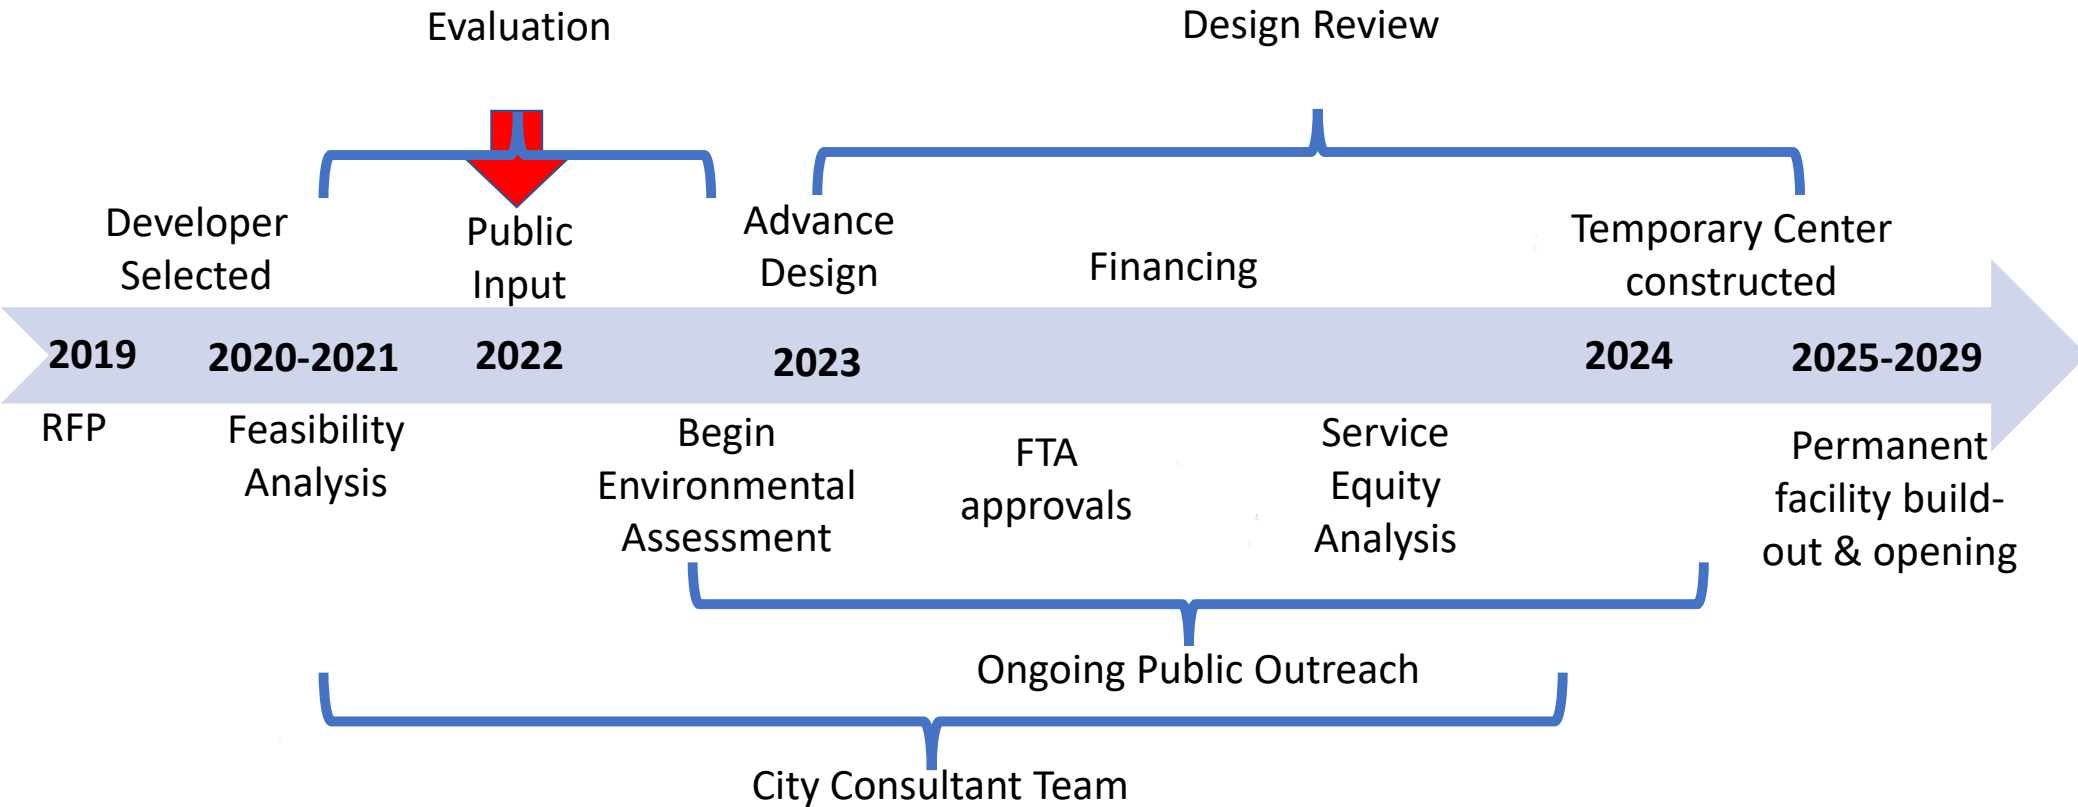 Evaluation
Design Review
Developer
Selected
Public
Input
Advance
Design
Financing
Temporary Center
constructed
2019
2020-2021
2022
2023
2024
2025-2029
RFP
Feasibility
Analysis
Begin
Environmental
Assessment
FTA
approvals
Service
Equity
Analysis
Permanent
facility build-
out & opening
Ongoing Public Outreach
City Consultant Team